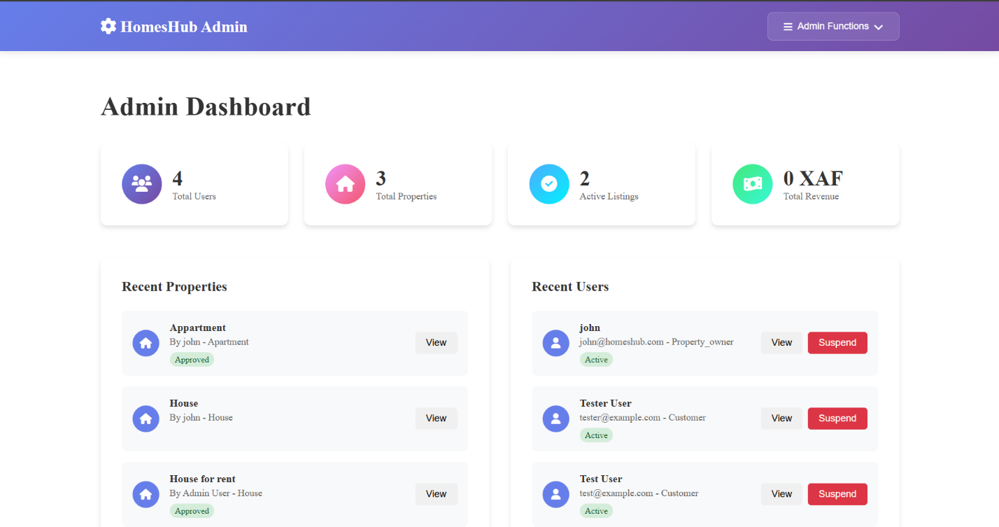 HomesHub Admin
Admin Functions
Admin Dashboard
4
Total Users
3
Total Properties
2
Active Listings
0 XAF
Total Revenue
Recent Properties
Appartment
By john - Apartment
Approved
View
House
By john - House
View
House for rent
By Admin User - House
Approved
View
Recent Users
john
john@homeshub.com - Property_owner
Active
View
Suspend
Tester User
tester@example.com - Customer
Active
View
Suspend
Test User
test@example.com - Customer
Active
View
Suspend